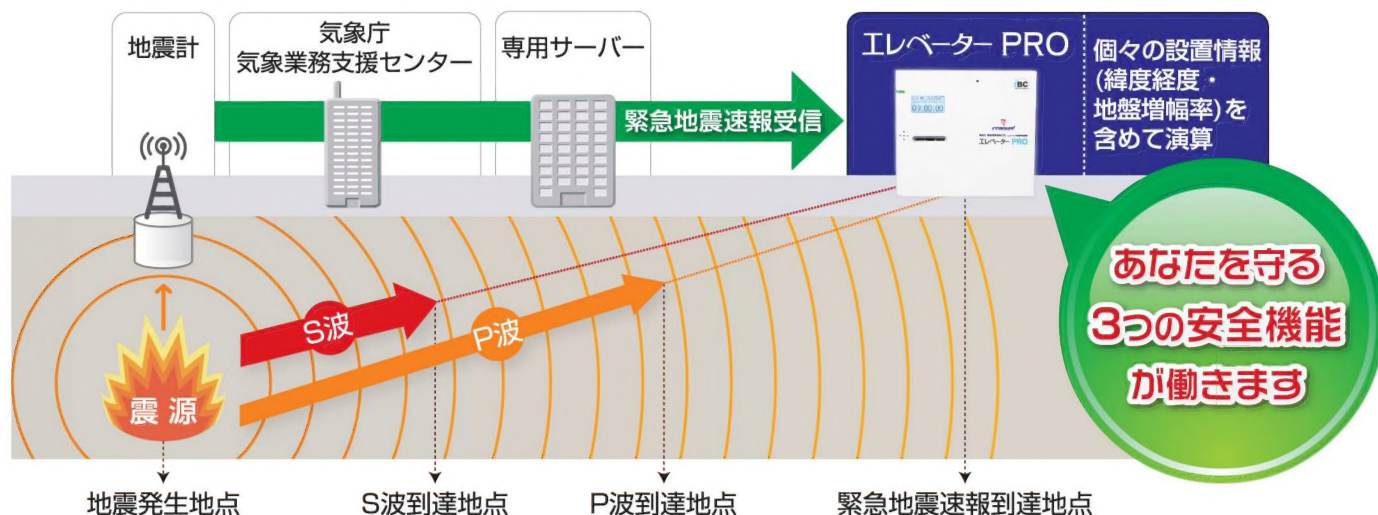 地震計
気象庁
気象業務支援センター
専用サーバー
緊急地震速報受信
エレベーター PRO
個々の設置情報
(緯度経度・
地盤増幅率)を
含めて演算
BC
09:00:00
エレベーター PRO
S波
P波
震源
あなたを守る
3つの安全機能
が働きます
地震発生地点
S波到達地点
P波到達地点
緊急地震速報到達地点